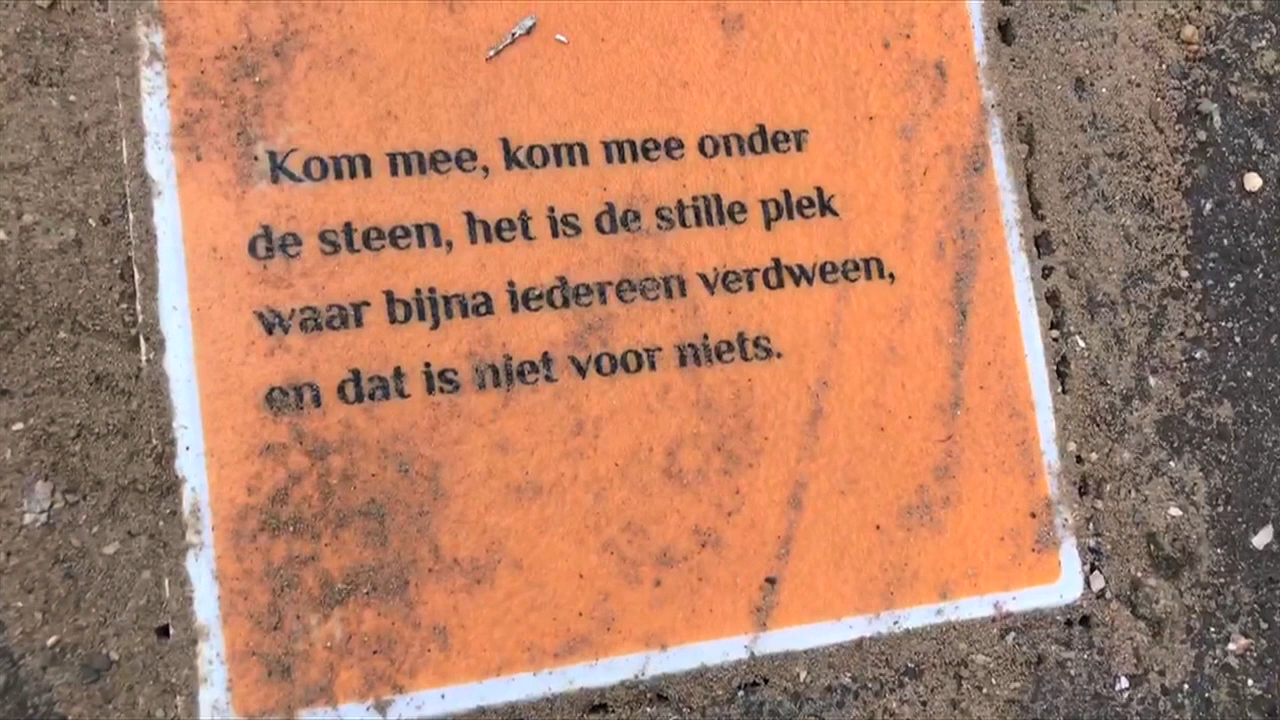 Kom mee, kom mee onder
de steen, het is de stille plek
waar bijna iedereen verdween,
en dat is niet voor niets.